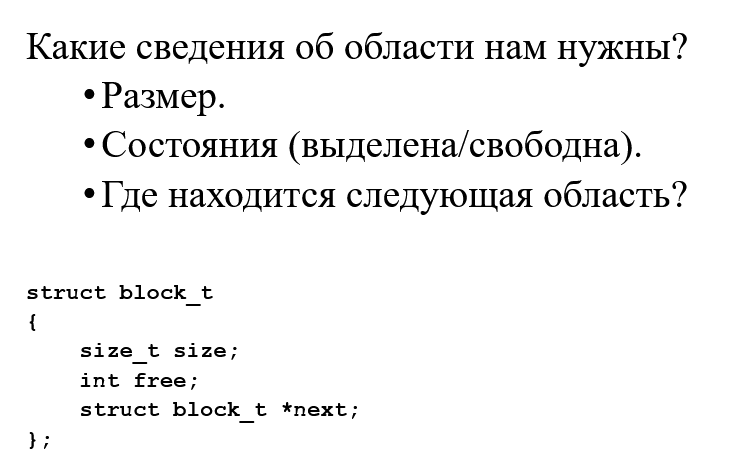 Какие сведения об области нам нужны?
•Размер.
•Состояния (выделена/свободна).
•Где находится следующая область?
struct block_t
{
    size_t size;
    int free;
    struct block_t *next;
};